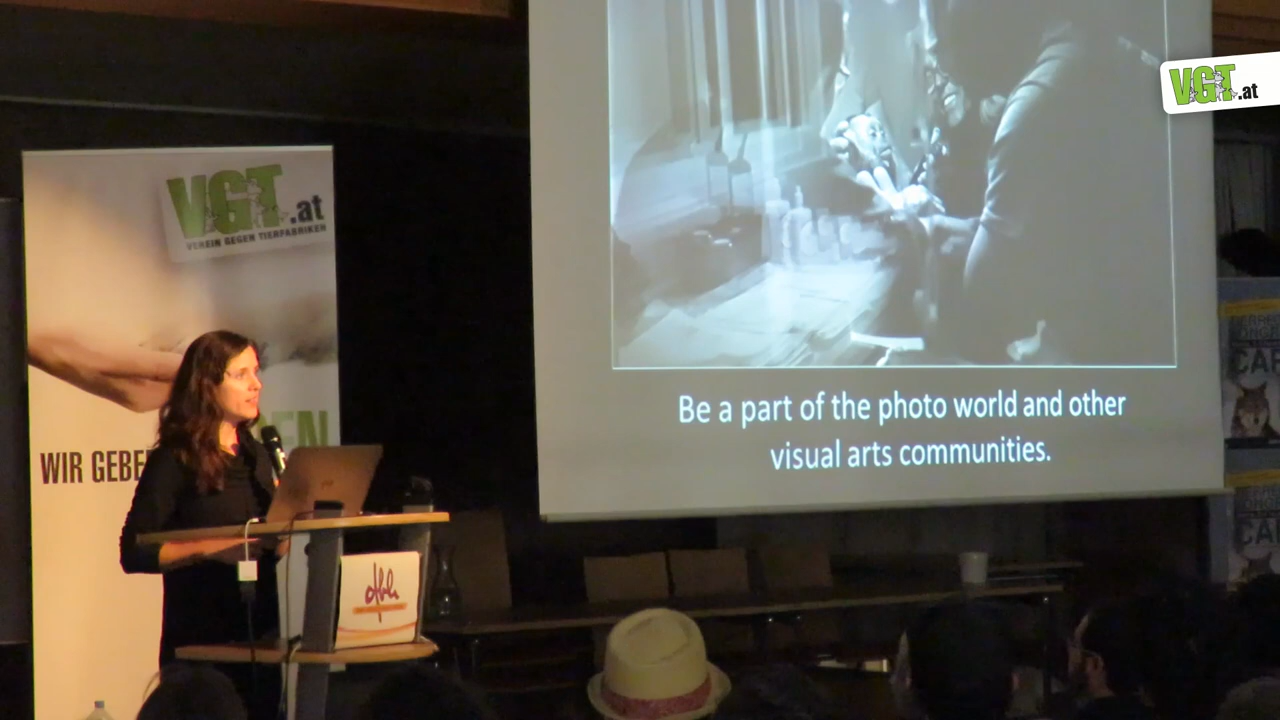 VGT.at
VGT.at
VEREIN GEGEN TIERFABRIKEN
WIR GEBE
Be a part of the photo world and other
visual arts communities.
dbh